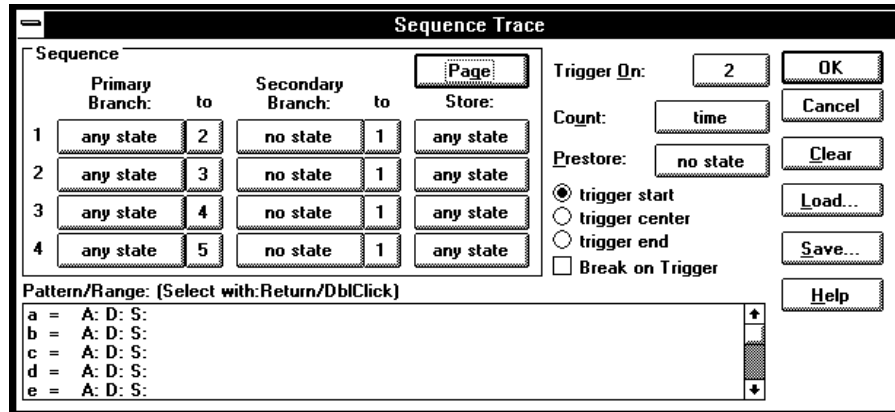 Sequence Trace
Sequence
Page
Primary Branch: to Secondary Branch: to Store:
1 any state 2 no state 1 any state
2 any state 3 no state 1 any state
3 any state 4 no state 1 any state
4 any state 5 no state 1 any state
Trigger On: 2
Count: time
Prestore: no state
trigger start
trigger center
trigger end
Break on Trigger
OK
Cancel
Clear
Load...
Save...
Help
Pattern/Range: (Select with:Return/DblClick)
a = A: D: S:
b = A: D: S:
c = A: D: S:
d = A: D: S:
e = A: D: S: